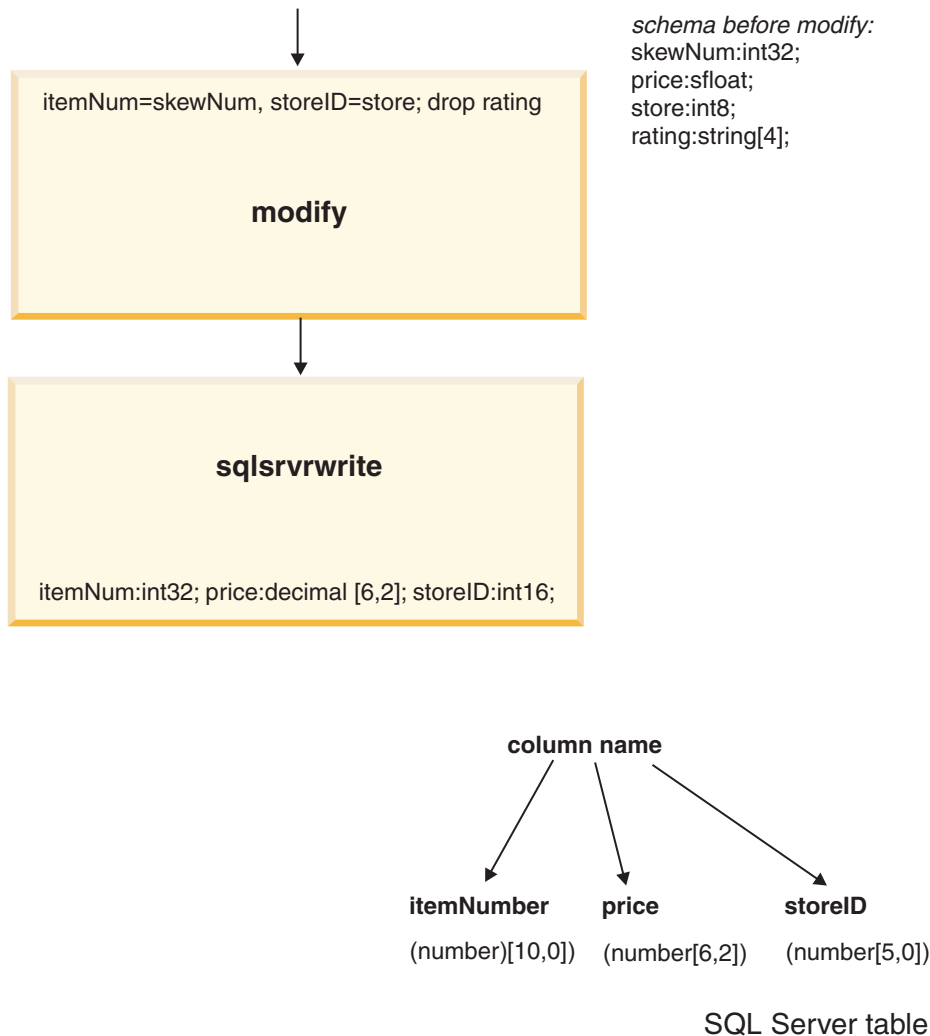 schema before modify:
skewNum:int32;
price:sfloat;
store:int8;
rating:string[4];
itemNum=skewNum, storeID=store; drop rating
modify
sqlsrvrwrite
itemNum:int32; price:decimal [6,2]; storeID:int16;
column name
itemNumber price storeID
(number)[10,0]) (number[6,2]) (number[5,0])
SQL Server table